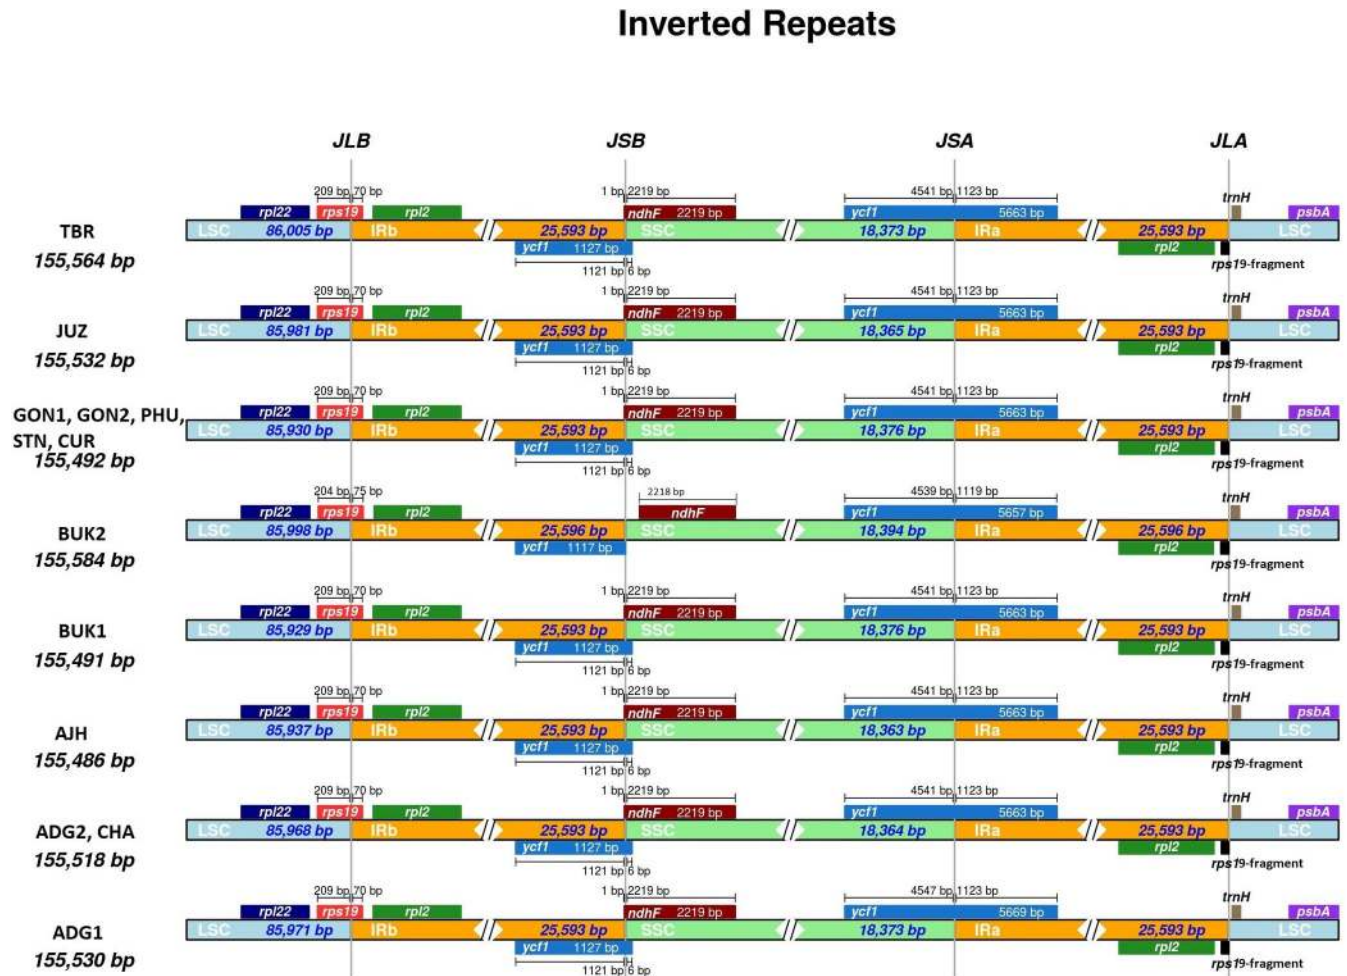 Inverted Repeats
JLB JSB JSA JLA
209 bp 70 bp 1 bp 2219 bp 4541 bp 1123 bp trnH
rpl22 rps19 rpl2 ndhF 2219 bp ycf1 5663 bp psbA
TBR LSC 86,005 bp IRb 25,593 bp SSC 18,373 bp IRa 25,593 bp LSC
155,564 bp ycf1 1127 bp rpl2
1121 bp 6 bp rps19-fragment
209 bp 70 bp 1 bp 2219 bp 4541 bp 1123 bp trnH
rpl22 rps19 rpl2 ndhF 2219 bp ycf1 5663 bp psbA
JUZ LSC 85,981 bp IRb 25,593 bp SSC 18,365 bp IRa 25,593 bp LSC
155,532 bp ycf1 1127 bp rpl2
1121 bp 6 bp rps19-fragment
209 bp 70 bp 1 bp 2219 bp 4541 bp 1123 bp trnH
GON1, GON2, PHU, rpl22 rps19 rpl2 ndhF 2219 bp ycf1 5663 bp psbA
STN, CUR LSC 85,930 bp IRb 25,593 bp SSC 18,376 bp IRa 25,593 bp LSC
155,492 bp ycf1 1127 bp rpl2
1121 bp 6 bp rps19-fragment
204 bp 75 bp 2218 bp 4539 bp 1119 bp trnH
rpl22 rps19 rpl2 ndhF ycf1 5657 bp psbA
BUK2 LSC 85,998 bp IRb 25,596 bp SSC 18,394 bp IRa 25,596 bp LSC
155,584 bp ycf1 1117 bp rpl2
rps19-fragment
209 bp 70 bp 1 bp 2219 bp 4541 bp 1123 bp trnH
rpl22 rps19 rpl2 ndhF 2219 bp ycf1 5663 bp psbA
BUK1 LSC 85,929 bp IRb 25,593 bp SSC 18,376 bp IRa 25,593 bp LSC
155,491 bp ycf1 1127 bp rpl2
1121 bp 6 bp rps19-fragment
209 bp 70 bp 1 bp 2219 bp 4541 bp 1123 bp trnH
rpl22 rps19 rpl2 ndhF 2219 bp ycf1 5663 bp psbA
AJH LSC 85,937 bp IRb 25,593 bp SSC 18,363 bp IRa 25,593 bp LSC
155,486 bp ycf1 1127 bp rpl2
1121 bp 6 bp rps19-fragment
209 bp 70 bp 1 bp 2219 bp 4541 bp 1123 bp trnH
rpl22 rps19 rpl2 ndhF 2219 bp ycf1 5663 bp psbA
ADG2, CHA LSC 85,968 bp IRb 25,593 bp SSC 18,364 bp IRa 25,593 bp LSC
155,518 bp ycf1 1127 bp rpl2
1121 bp 6 bp rps19-fragment
209 bp 70 bp 1 bp 2219 bp 4547 bp 1123 bp trnH
rpl22 rps19 rpl2 ndhF 2219 bp ycf1 5669 bp psbA
ADG1 LSC 85,971 bp IRb 25,593 bp SSC 18,373 bp IRa 25,593 bp LSC
155,530 bp ycf1 1127 bp rpl2
1121 bp 6 bp rps19-fragment